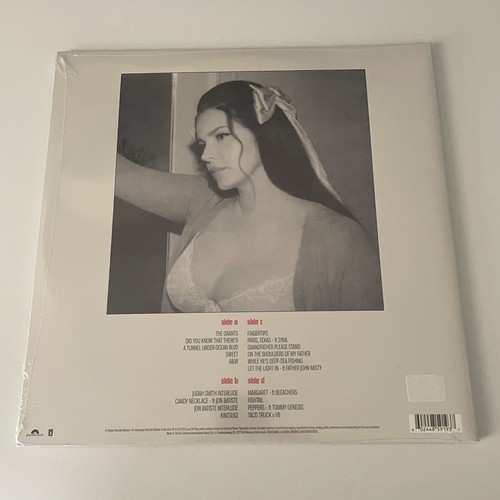 side a
THE GRANTS
DID YOU KNOW THAT THERE'S
A TUNNEL UNDER OCEAN BLVD
SWEET
A&W
side c
FINGERTIPS
PARIS, TEXAS - ft SYML
GRANDFATHER PLEASE STAND
ON THE SHOULDERS OF MY FATHER
WHILE HE'S DEEP-SEA FISHING
LET THE LIGHT IN - ft FATHER JOHN MISTY
side b
JUDAH SMITH INTERLUDE
CANDY NECKLACE - ft JON BATISTE
JON BATISTE INTERLUDE
KINTSUGI
side d
MARGARET - ft BLEACHERS
FISHTAIL
PEPPERS - ft TOMMY GENESIS
TACO TRUCK x VB